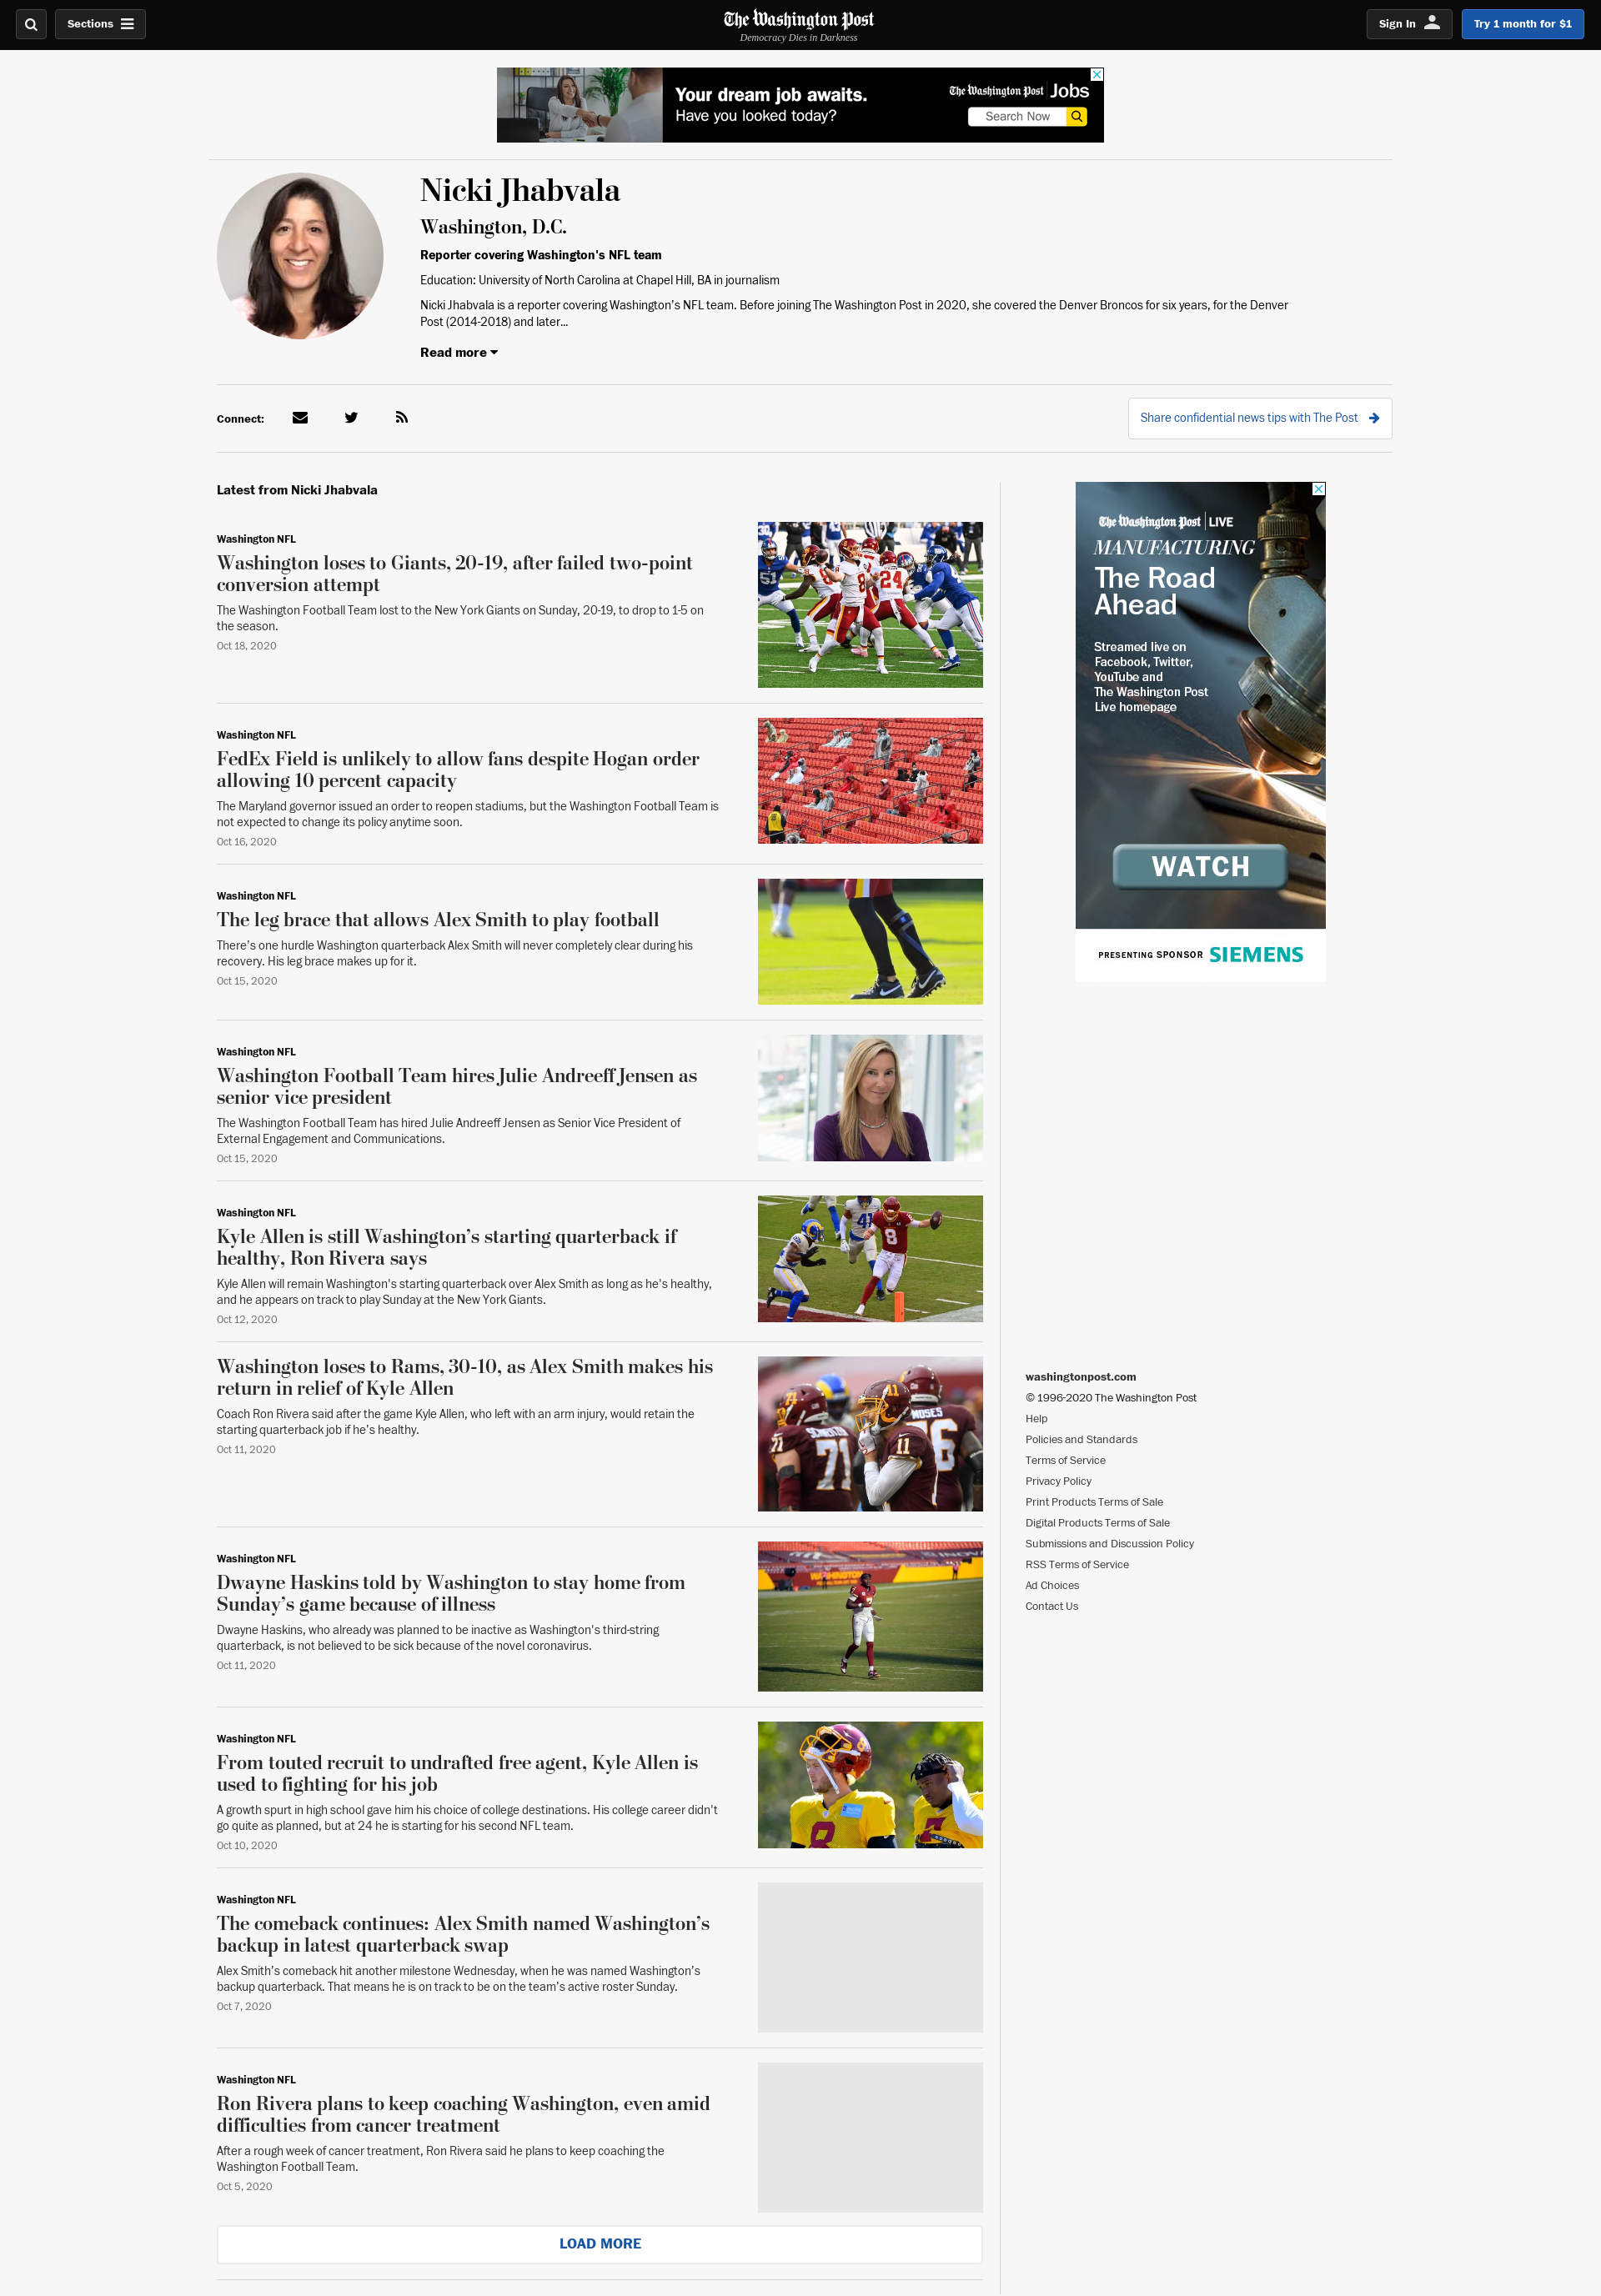 Sections
The Washington Post
Democracy Dies in Darkness
Sign In
Try 1 month for $1
Your dream job awaits.
Have you looked today?
The Washington Post Jobs
Search Now
Nicki Jhabvala
Washington, D.C.
Reporter covering Washington's NFL team
Education: University of North Carolina at Chapel Hill, BA in journalism
Nicki Jhabvala is a reporter covering Washington's NFL team. Before joining The Washington Post in 2020, she covered the Denver Broncos for six years, for the Denver
Post (2014-2018) and later...
Read more
Connect:
Share confidential news tips with The Post
Latest from Nicki Jhabvala
Washington NFL
Washington loses to Giants, 20-19, after failed two-point
conversion attempt
The Washington Football Team lost to the New York Giants on Sunday, 20-19, to drop to 1-5 on
the season.
Oct 18, 2020
51
8
24
Washington NFL
FedEx Field is unlikely to allow fans despite Hogan order
allowing 10 percent capacity
The Maryland governor issued an order to reopen stadiums, but the Washington Football Team is
not expected to change its policy anytime soon.
Oct 16, 2020
Washington NFL
The leg brace that allows Alex Smith to play football
There’s one hurdle Washington quarterback Alex Smith will never completely clear during his
recovery. His leg brace makes up for it.
Oct 15, 2020
Washington NFL
Washington Football Team hires Julie Andreeff Jensen as
senior vice president
The Washington Football Team has hired Julie Andreeff Jensen as Senior Vice President of
External Engagement and Communications.
Oct 15, 2020
Washington NFL
Kyle Allen is still Washington’s starting quarterback if
healthy, Ron Rivera says
Kyle Allen will remain Washington's starting quarterback over Alex Smith as long as he's healthy,
and he appears on track to play Sunday at the New York Giants.
Oct 12, 2020
41
8
Washington loses to Rams, 30-10, as Alex Smith makes his
return in relief of Kyle Allen
Coach Ron Rivera said after the game Kyle Allen, who left with an arm injury, would retain the
starting quarterback job if he's healthy.
Oct 11, 2020
MOSES
71
11
76
Washington NFL
Dwayne Haskins told by Washington to stay home from
Sunday’s game because of illness
Dwayne Haskins, who already was planned to be inactive as Washington's third-string
quarterback, is not believed to be sick because of the novel coronavirus.
Oct 11, 2020
Washington NFL
From touted recruit to undrafted free agent, Kyle Allen is
used to fighting for his job
A growth spurt in high school gave him his choice of college destinations. His college career didn't
go quite as planned, but at 24 he is starting for his second NFL team.
Oct 10, 2020
Washington NFL
The comeback continues: Alex Smith named Washington’s
backup in latest quarterback swap
Alex Smith’s comeback hit another milestone Wednesday, when he was named Washington’s
backup quarterback. That means he is on track to be on the team’s active roster Sunday.
Oct 7, 2020
Washington NFL
Ron Rivera plans to keep coaching Washington, even amid
difficulties from cancer treatment
After a rough week of cancer treatment, Ron Rivera said he plans to keep coaching the
Washington Football Team.
Oct 5, 2020
LOAD MORE
The Washington Post LIVE
MANUFACTURING
The Road
Ahead
Streamed live on
Facebook, Twitter,
YouTube and
The Washington Post
Live homepage
WATCH
PRESENTING SPONSOR SIEMENS
washingtonpost.com
© 1996-2020 The Washington Post
Help
Policies and Standards
Terms of Service
Privacy Policy
Print Products Terms of Sale
Digital Products Terms of Sale
Submissions and Discussion Policy
RSS Terms of Service
Ad Choices
Contact Us